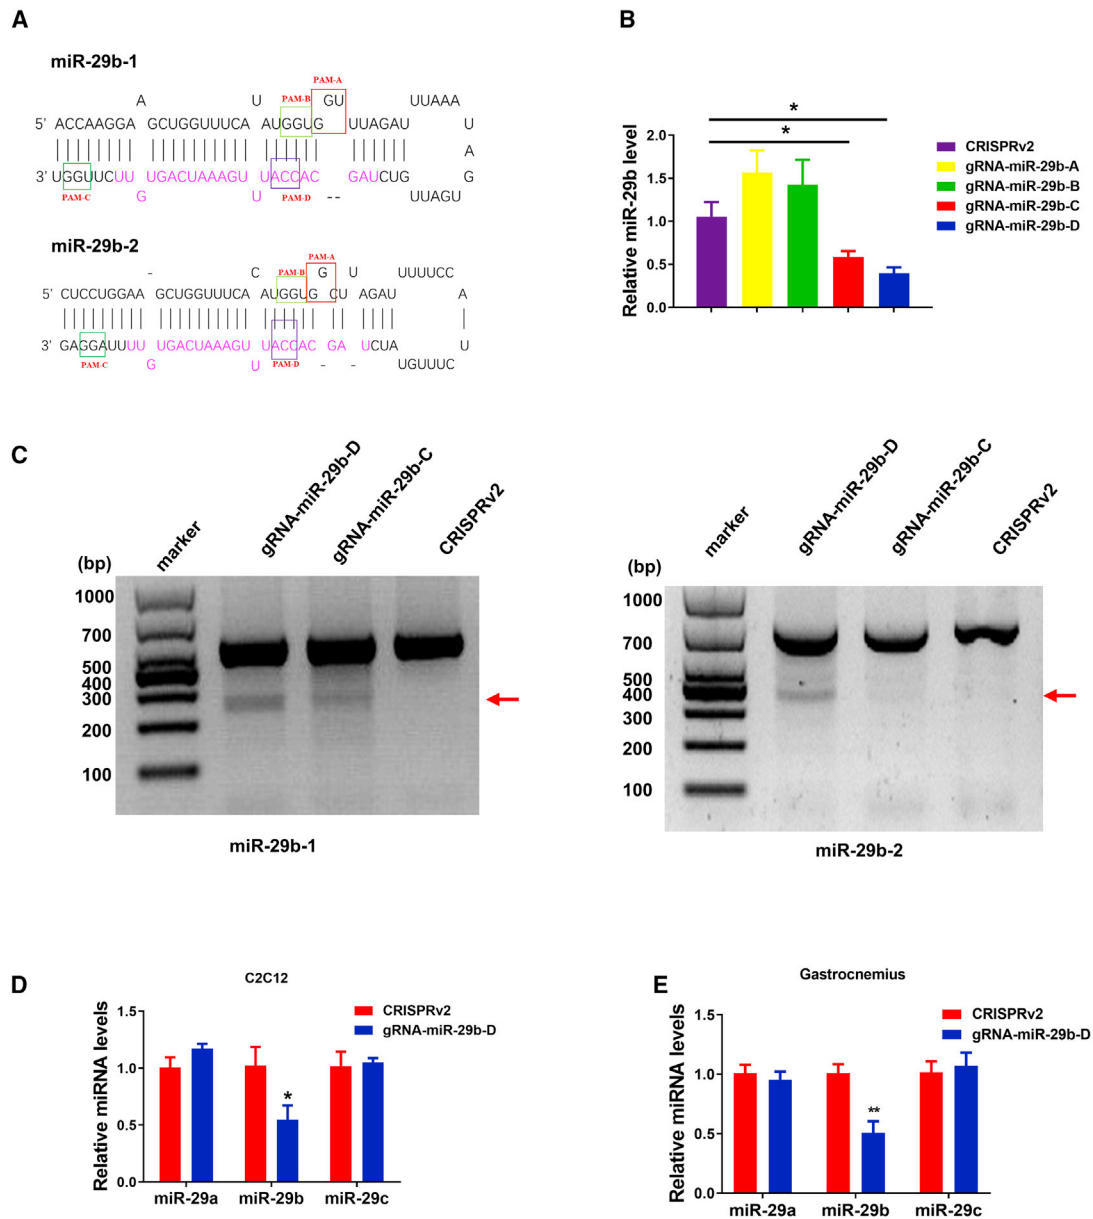 A
miR-29b-1
PAM-A
A U PAM-B GU UUAAA
5' ACCAAGGA GCUGGUUUCA AUGGUG UUAGAU U
A
3' UGGUUCUU UGACUAAAGU UACCAC GAUCUG G
PAM-C G U PAM-D -- UUAGU
miR-29b-2
PAM-A
- C PAM-B G U UUUUCC
5' CUCCUGGAA GCUGGUUUCA AUGGUG CU AGAU A
3' GAGGAUUU UGACUAAAGU UACCAC GA UCUA U
PAM-C G U PAM-D - - UGUUUC
B
Relative miR-29b level
2.0
1.5
1.0
0.5
0.0
*
*
CRISPRv2
gRNA-miR-29b-A
gRNA-miR-29b-B
gRNA-miR-29b-C
gRNA-miR-29b-D
C
(bp)
marker
gRNA-miR-29b-D
gRNA-miR-29b-C
CRISPRv2
1000
700
500
400
300
200
100
miR-29b-1
(bp)
marker
gRNA-miR-29b-D
gRNA-miR-29b-C
CRISPRv2
1000
700
500
400
300
200
100
miR-29b-2
D
C2C12
Relative miRNA levels
1.5
1.0
0.5
0.0
*
CRISPRv2
gRNA-miR-29b-D
miR-29a miR-29b miR-29c
E
Gastrocnemius
Relative miRNA levels
1.5
1.0
0.5
0.0
**
CRISPRv2
gRNA-miR-29b-D
miR-29a miR-29b miR-29c